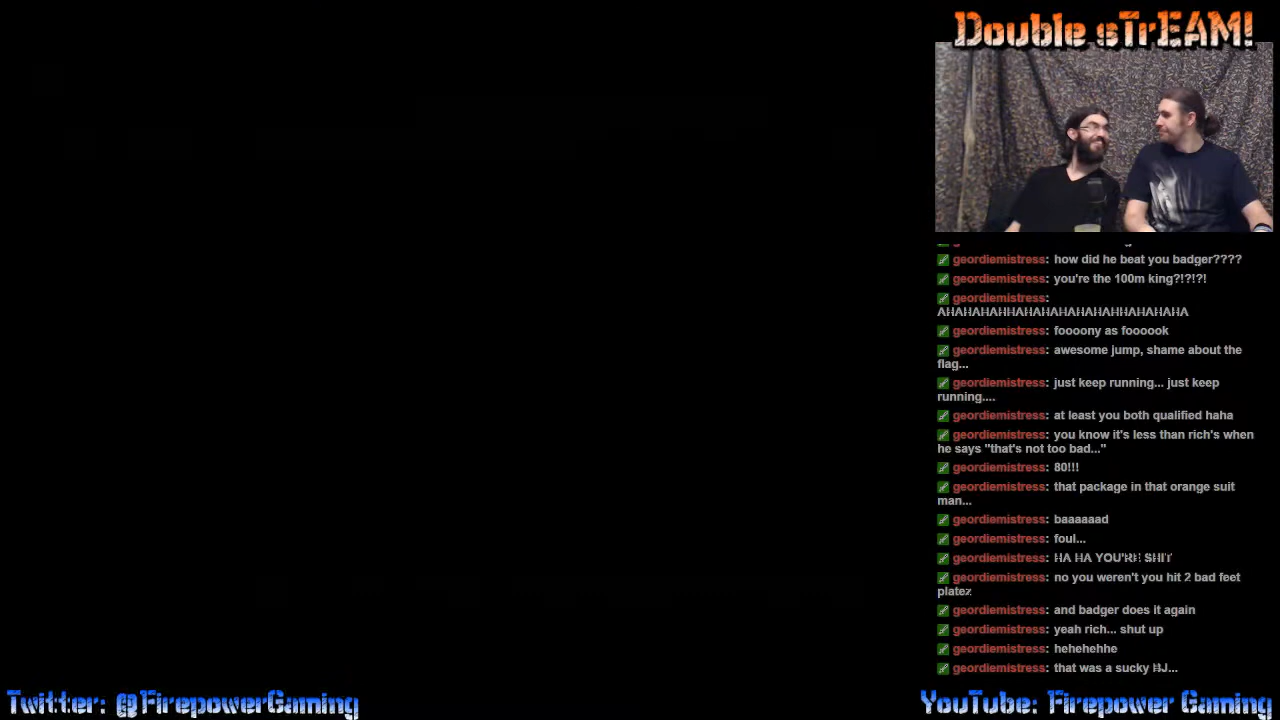 Double sTrEAM!
geordiemistress: how did he beat you badger????
geordiemistress: you're the 100m king?!?!?!
geordiemistress:
AHAHAHAHHAHAHAHAHAHAHHAHAHAHA
geordiemistress: foooony as foooook
geordiemistress: awesome jump, shame about the
flag...
geordiemistress: just keep running... just keep
running....
geordiemistress: at least you both qualified haha
geordiemistress: you know it's less than rich's when
he says "that's not too bad..."
geordiemistress: 80!!!
geordiemistress: that package in that orange suit
man...
geordiemistress: baaaaaad
geordiemistress: foul...
geordiemistress: HA HA YOU'RE SHIT
geordiemistress: no you weren't you hit 2 bad feet
platez
geordiemistress: and badger does it again
geordiemistress: yeah rich... shut up
geordiemistress: hehehehhe
geordiemistress: that was a sucky BJ...
Twitter: @FirepowerGaming
YouTube: Firepower Gaming